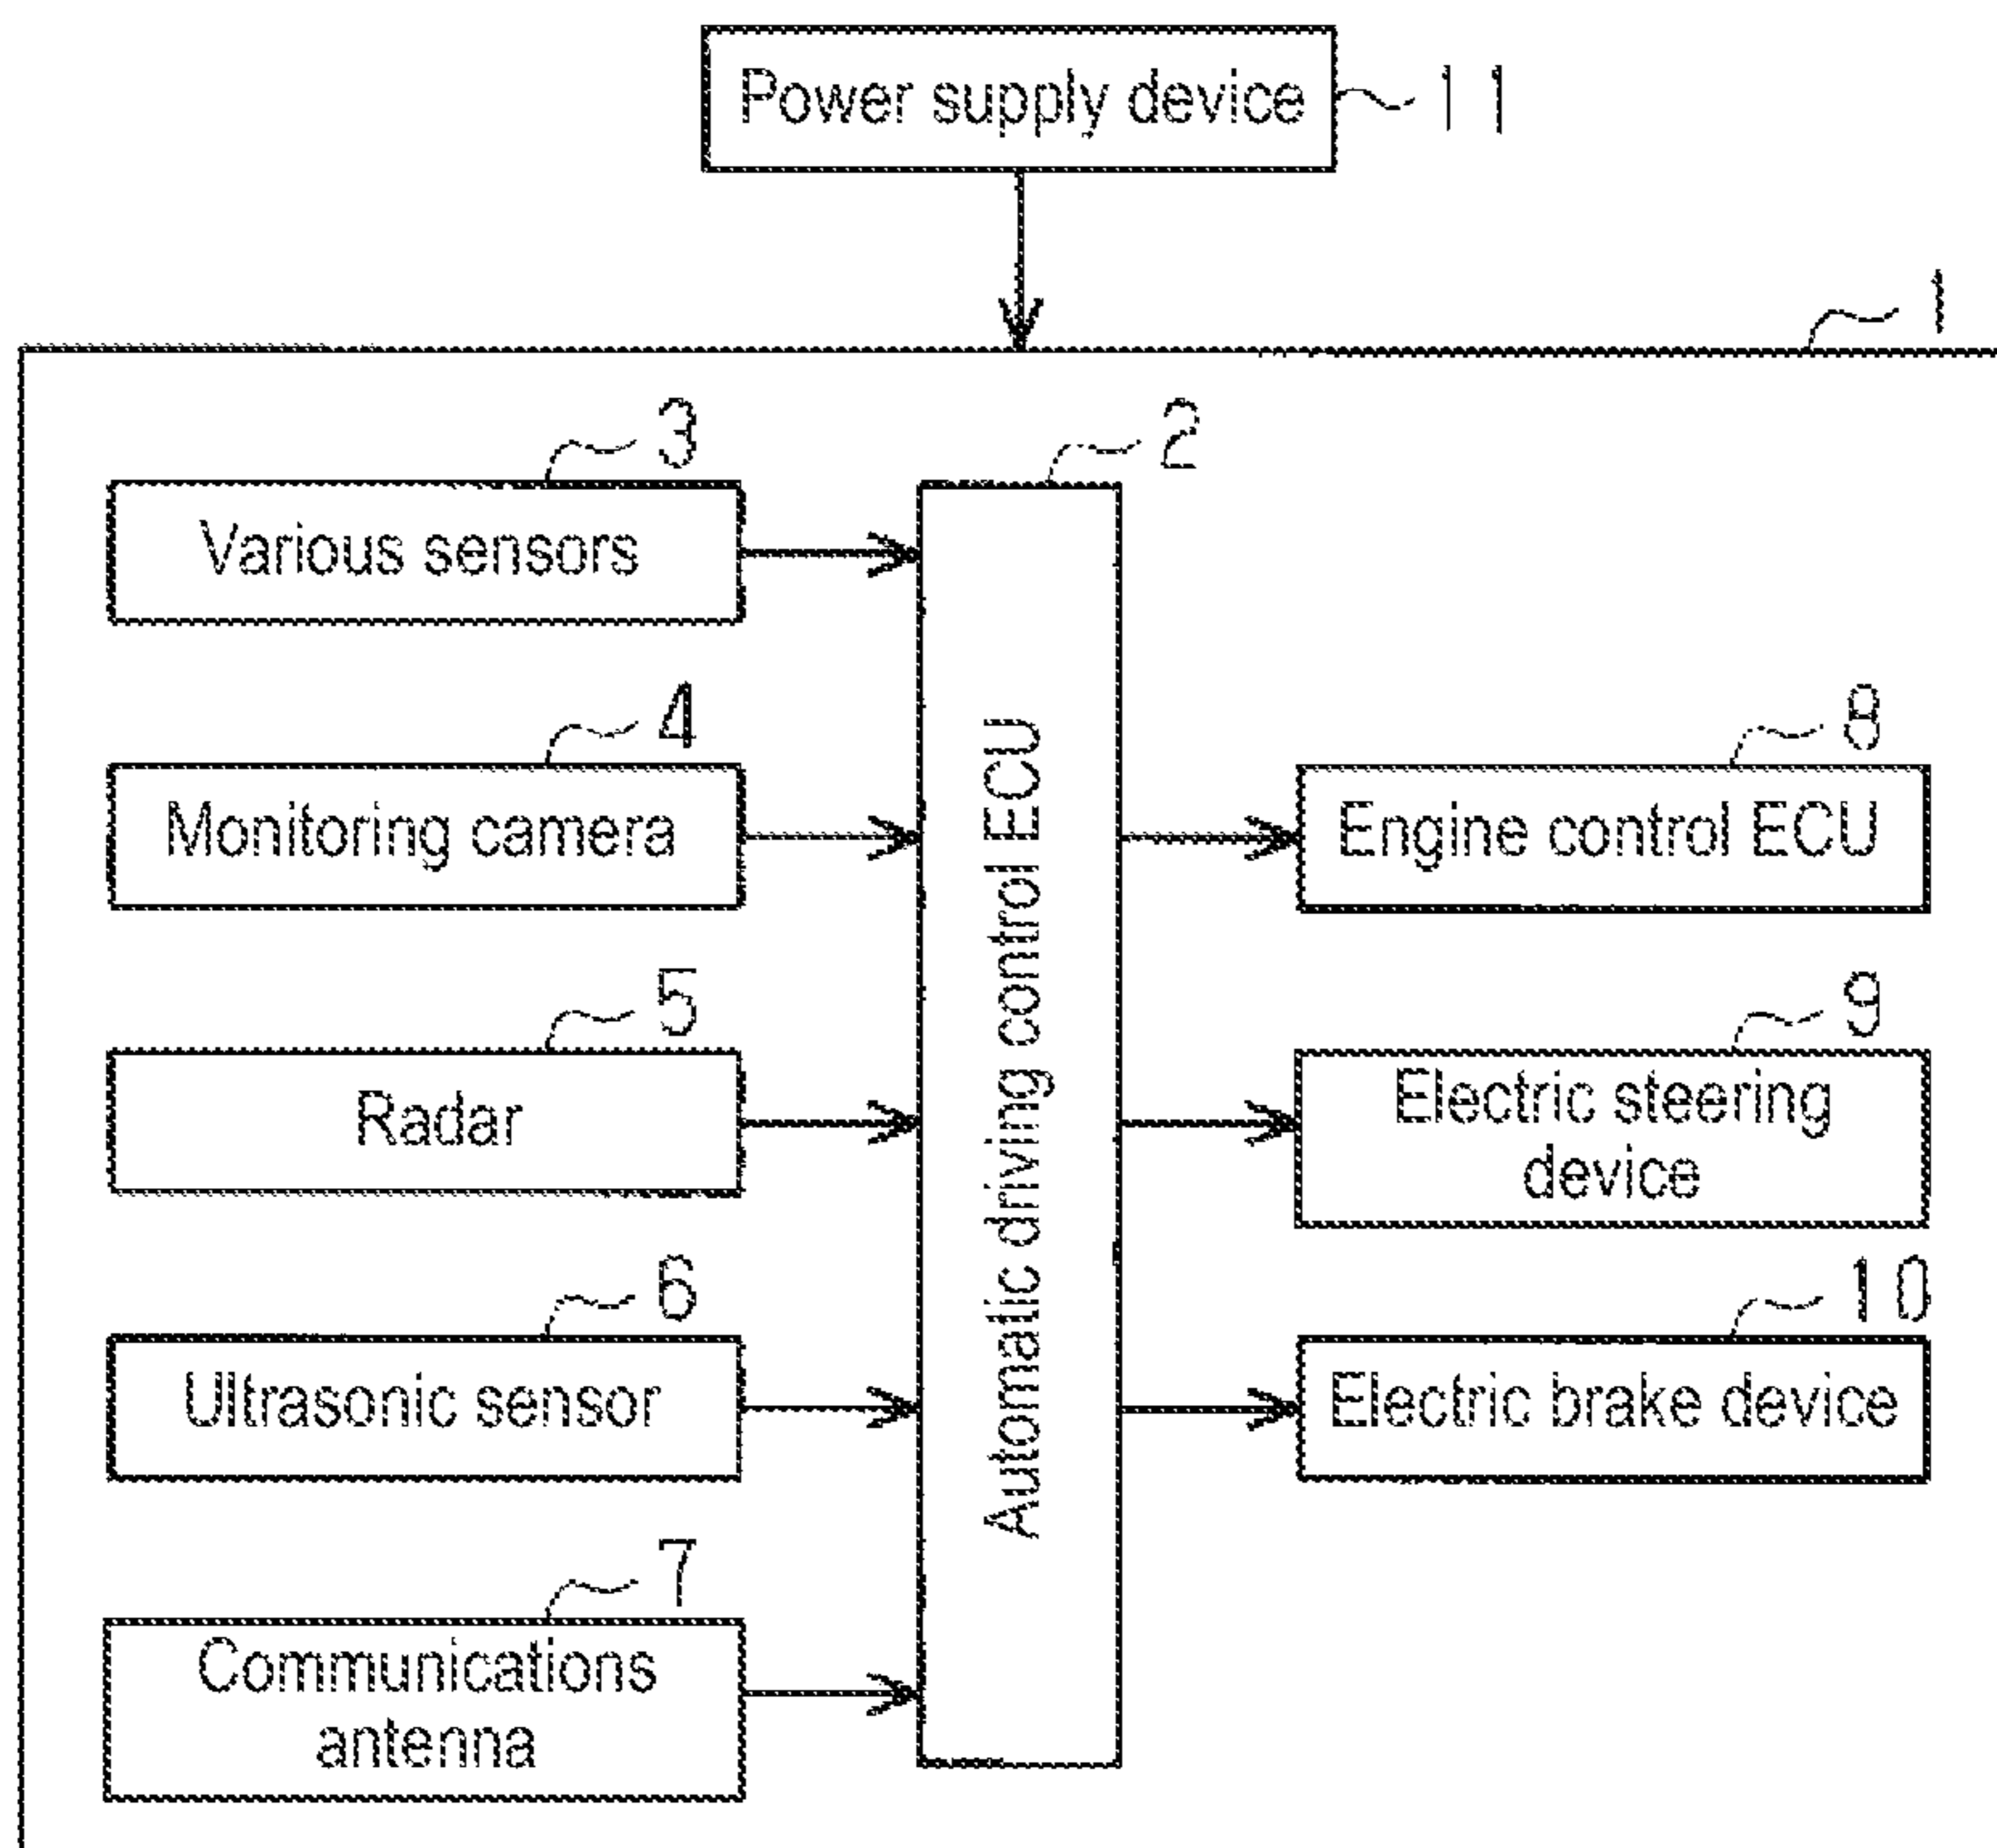 Power supply device 11
1
3
2
Various sensors
4
8
Monitoring camera
Engine control ECU
Automatic driving control ECU
5
9
Radar
Electric steering
device
6
10
Ultrasonic sensor
Electric brake device
7
Communications
antenna